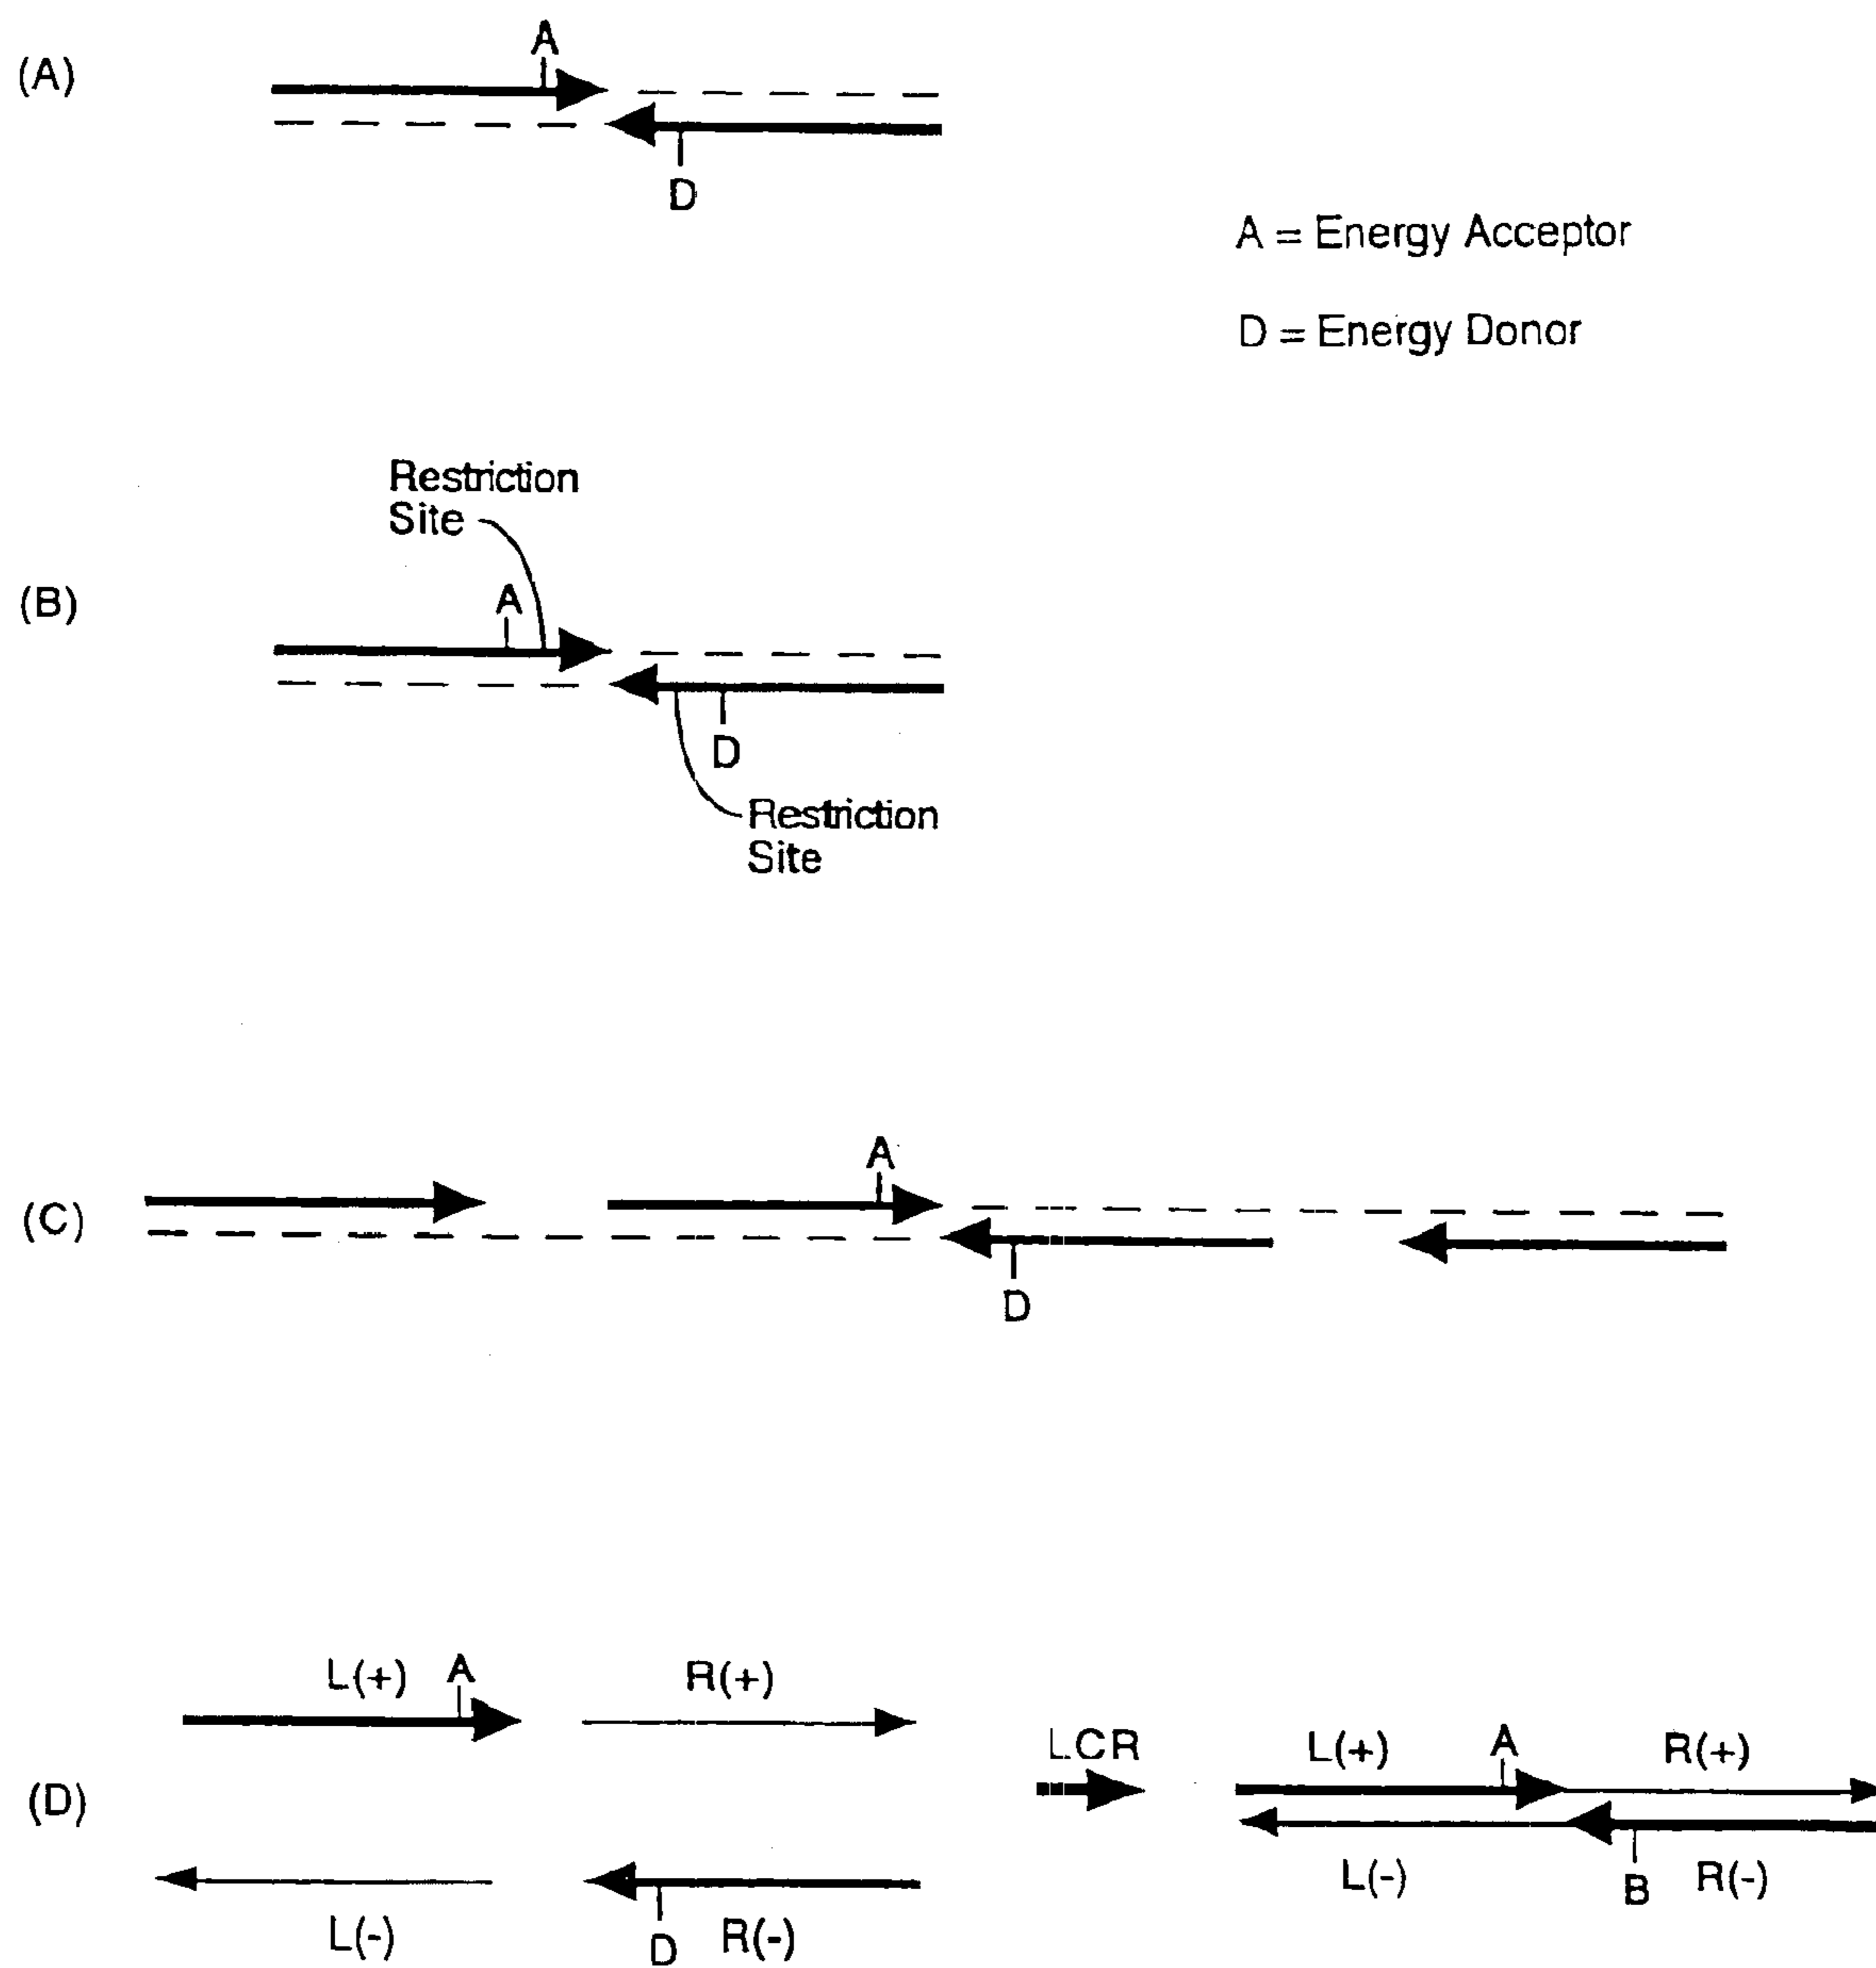 (A)
A
D
A = Energy Acceptor
D = Energy Donor
(B)
Restriction
Site
A
D
Restriction
Site
(C)
A
D
(D)
L(+) A
R(+)
L(-)
D R(-)
LCR
L(+) A R(+)
L(-) B R(-)